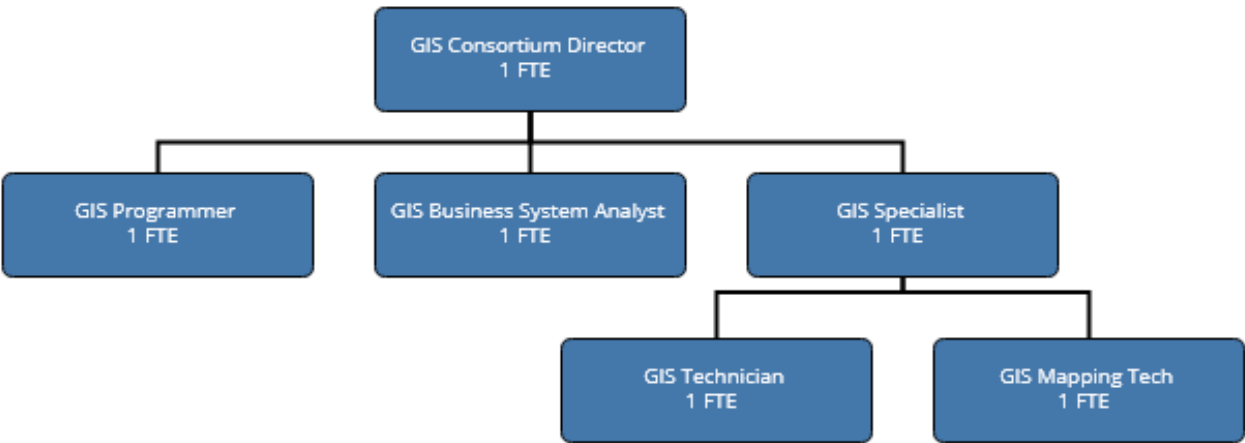 GIS Consortium Director
1 FTE
GIS Programmer
1 FTE
GIS Business System Analyst
1 FTE
GIS Specialist
1 FTE
GIS Technician
1 FTE
GIS Mapping Tech
1 FTE